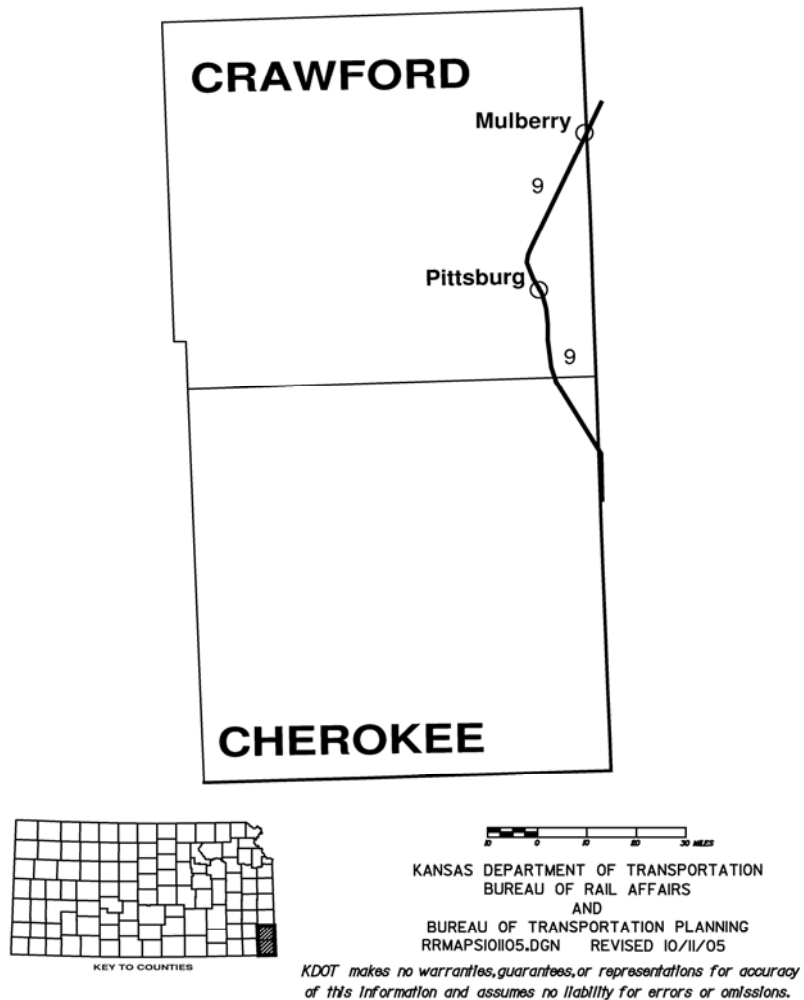 CRAWFORD
Mulberry
9
Pittsburg
9
CHEROKEE
KEY TO COUNTIES
10 0 10 20 30 MILES
KANSAS DEPARTMENT OF TRANSPORTATION
BUREAU OF RAIL AFFAIRS
AND
BUREAU OF TRANSPORTATION PLANNING
RRMAPS101105.DGN REVISED 10/11/05
KDOT makes no warranties,guarantees,or representations for accuracy
of this information and assumes no liability for errors or omissions.